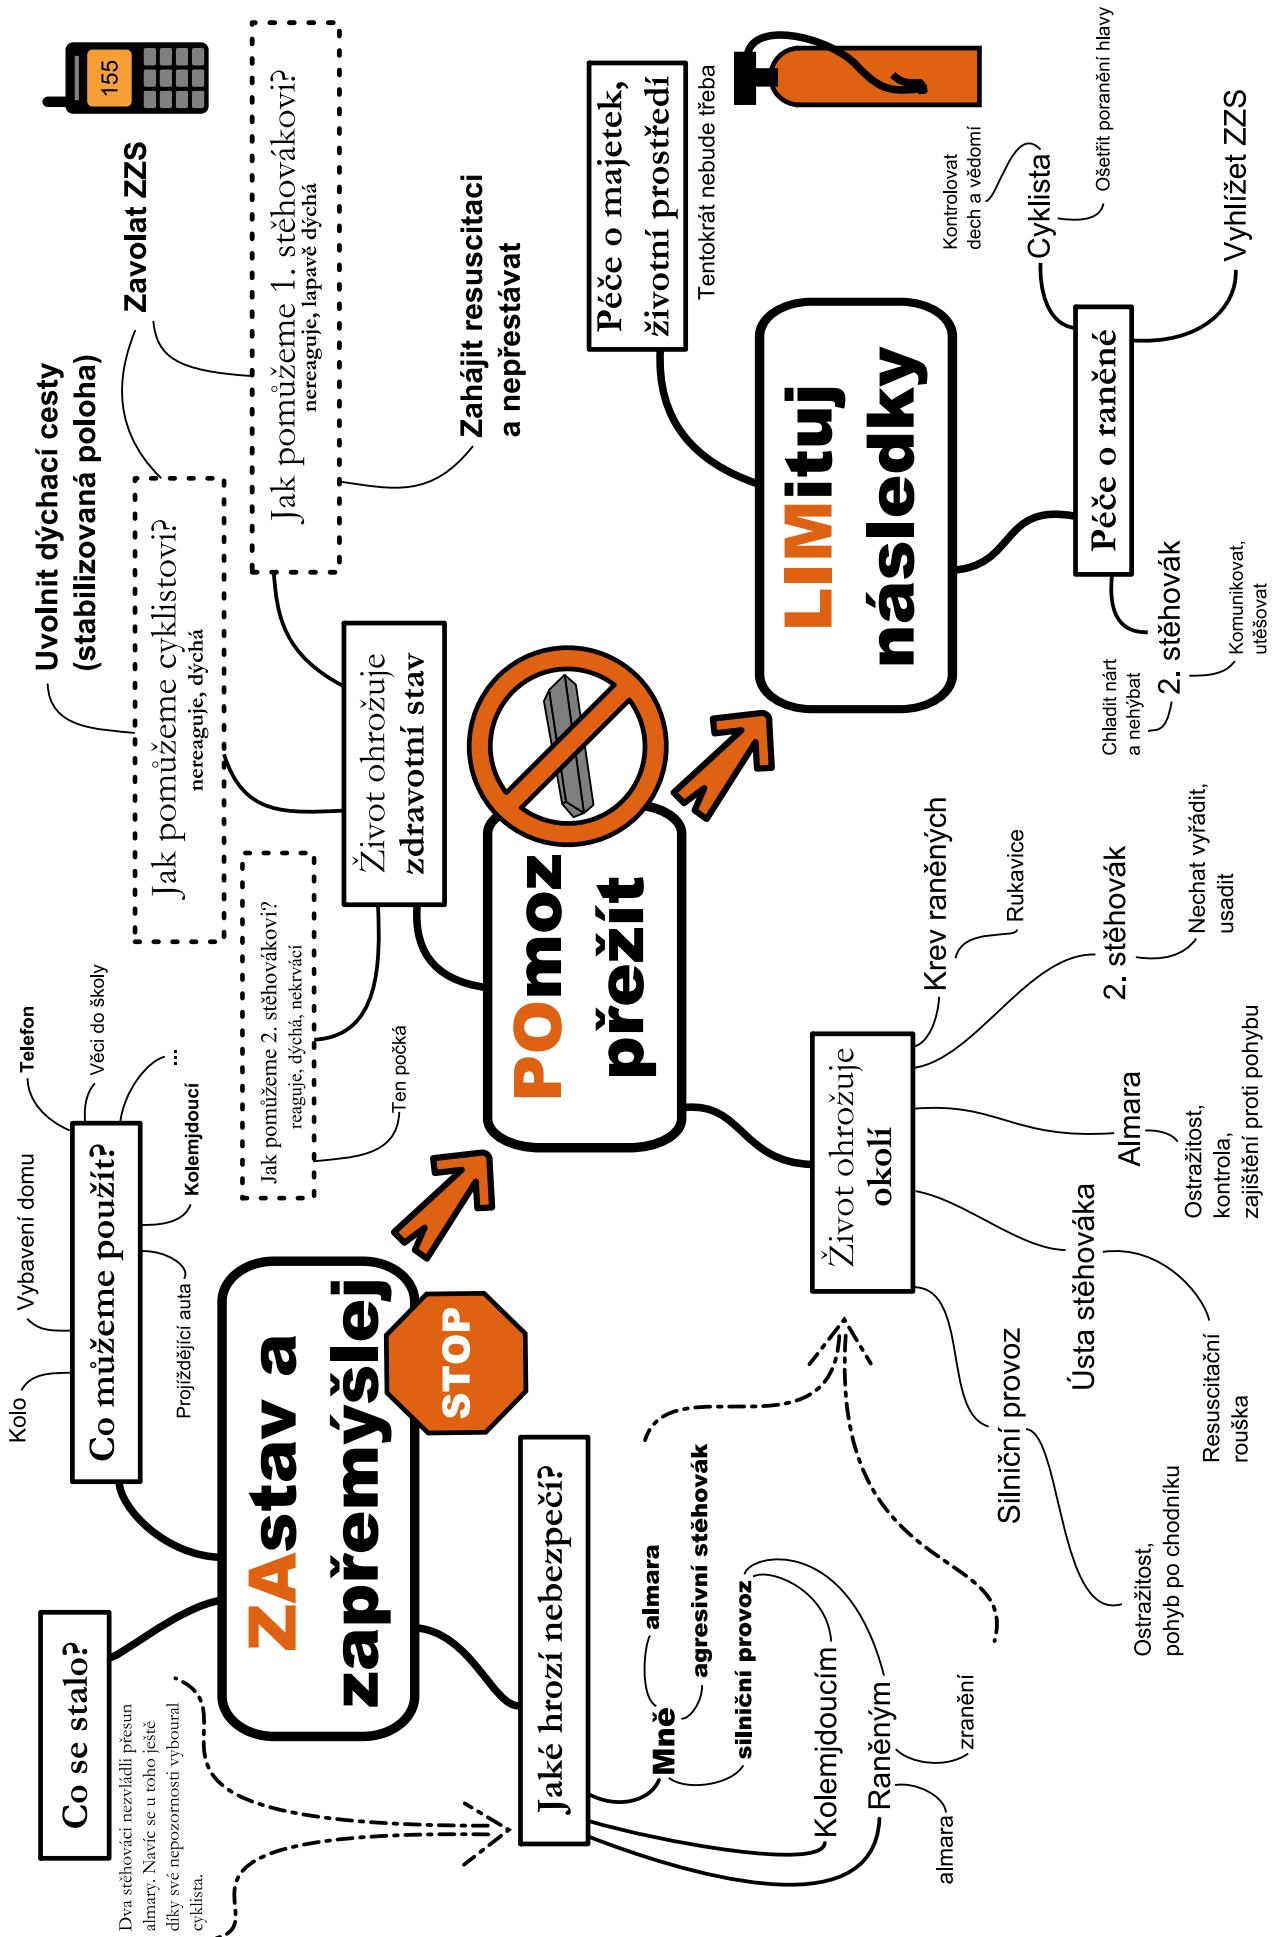 Co se stalo?
Dva stěhováci nezvládli přesun
almary. Navíc se u toho ještě
díky své nepozornosti vyboural
cyklista.
ZAstav a
zapřemýšlej
STOP
Co můžeme použít?
Kolo
Vybavení domu
Telefon
Věci do školy
...
Kolemjdoucí
Projíždějící auta
Jaké hrozí nebezpečí?
Mně
almara
agresivní stěhovák
silniční provoz
Kolemjdoucím
Raněným
almara
zranění
POmoz
přežít
Život ohrožuje
zdravotní stav
Jak pomůžeme 2. stěhovákovi?
reaguje, dýchá, nekrvácí
Ten počká
Jak pomůžeme cyklistovi?
nereaguje, dýchá
Uvolnit dýchací cesty
(stabilizovaná poloha)
Zavolat ZZS
155
Jak pomůžeme 1. stěhovákovi?
nereaguje, lapavě dýchá
Zahájit resuscitaci
a nepřestávat
Život ohrožuje
okolí
Silniční provoz
Ostražitost,
pohyb po chodníku
Ústa stěhováka
Resuscitační
rouška
Almara
Ostražitost,
kontrola,
zajištění proti pohybu
2. stěhovák
Nechat vyřádit,
usadit
Krev raněných
Rukavice
LIMituj
následky
Péče o majetek,
životní prostředí
Tentokrát nebude třeba
Péče o raněné
2. stěhovák
Chladit nárt
a nehýbat
Komunikovat,
utěšovat
Cyklista
Kontrolovat
dech a vědomí
Ošetřit poranění hlavy
Vyhlížet ZZS